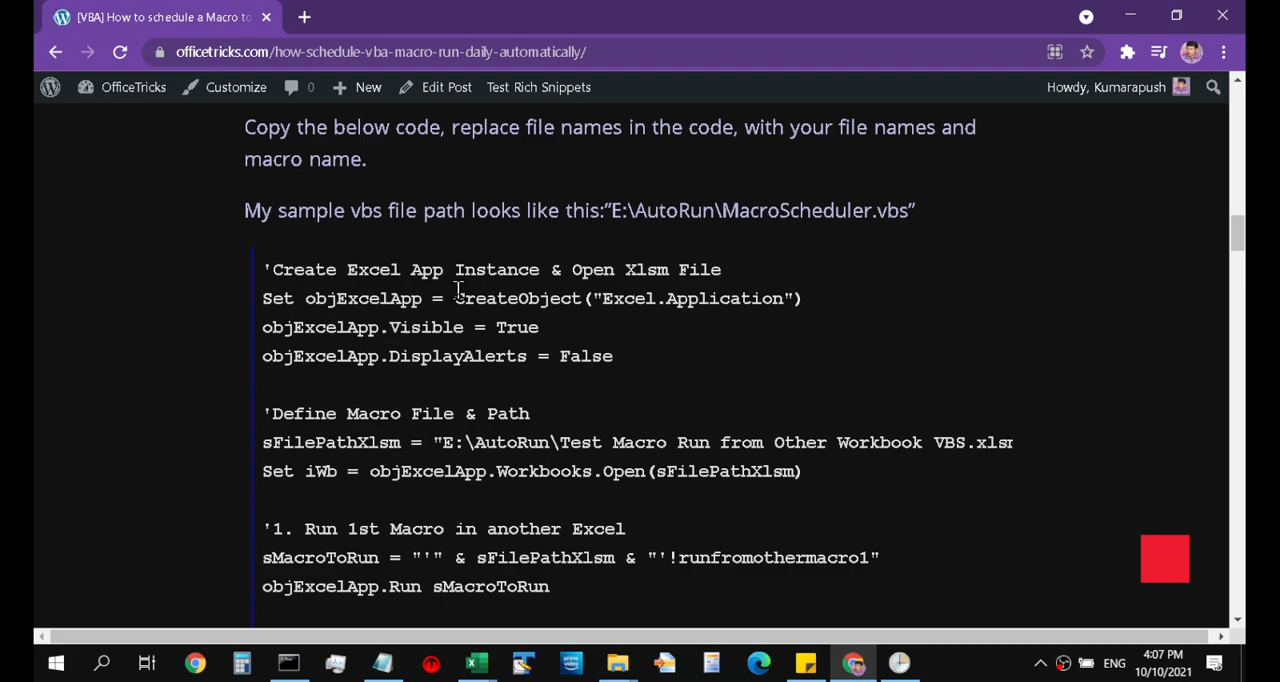 [VBA] How to schedule a Macro to
officetricks.com/how-schedule-vba-macro-run-daily-automatically/
OfficeTricks Customize 0 New Edit Post Test Rich Snippets Howdy, Kumarapush
Copy the below code, replace file names in the code, with your file names and
macro name.
My sample vbs file path looks like this:”E:\AutoRun\MacroScheduler.vbs”
'Create Excel App Instance & Open Xlsm File
Set objExcelApp = CreateObject("Excel.Application")
objExcelApp.Visible = True
objExcelApp.DisplayAlerts = False
'Define Macro File & Path
sFilePathXlsm = "E:\AutoRun\Test Macro Run from Other Workbook VBS.xlsm
Set iWb = objExcelApp.Workbooks.Open(sFilePathXlsm)
'1. Run 1st Macro in another Excel
sMacroToRun = "'" & sFilePathXlsm & "'!runfromothermacro1"
objExcelApp.Run sMacroToRun
ENG
4:07 PM
10/10/2021